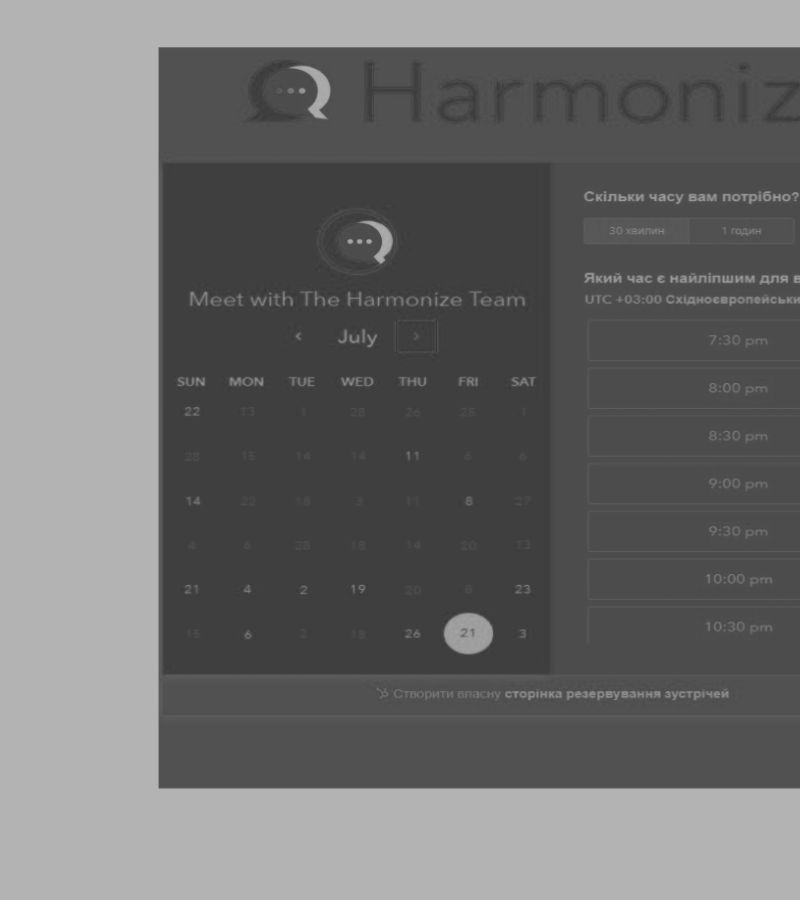 Harmoniz
Meet with The Harmonize Team
July
SUN MON TUE WED THU FRI SAT
22 13 1 28 26 25 1
28 15 14 14 11 6 6
14 22 18 3 11 8 27
4 6 28 18 14 20 13
21 4 2 19 20 8 23
15 6 2 18 26 21 3
Скільки часу вам потрібно?
30 хвилин 1 годин
Який час є найліпшим для
UTC +03:00 Східноєвропейськи
7:30 pm
8:00 pm
8:30 pm
9:00 pm
9:30 pm
10:00 pm
10:30 pm
Створити власну сторінка резервування зустрічей